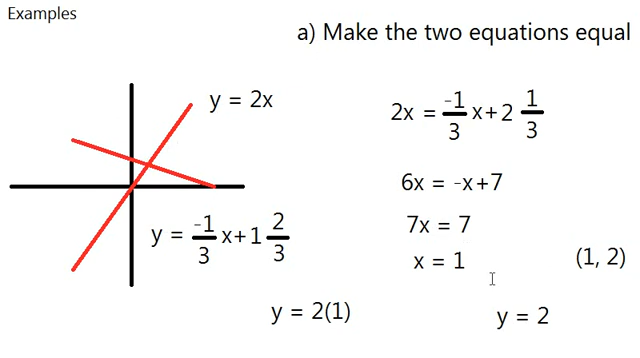 Examples
a) Make the two equations equal
y = 2x
2x = -1/3 x+2 1/3
6x = -x+7
y = -1/3 x+1 2/3
7x = 7
x = 1
(1, 2)
y = 2(1)
y = 2